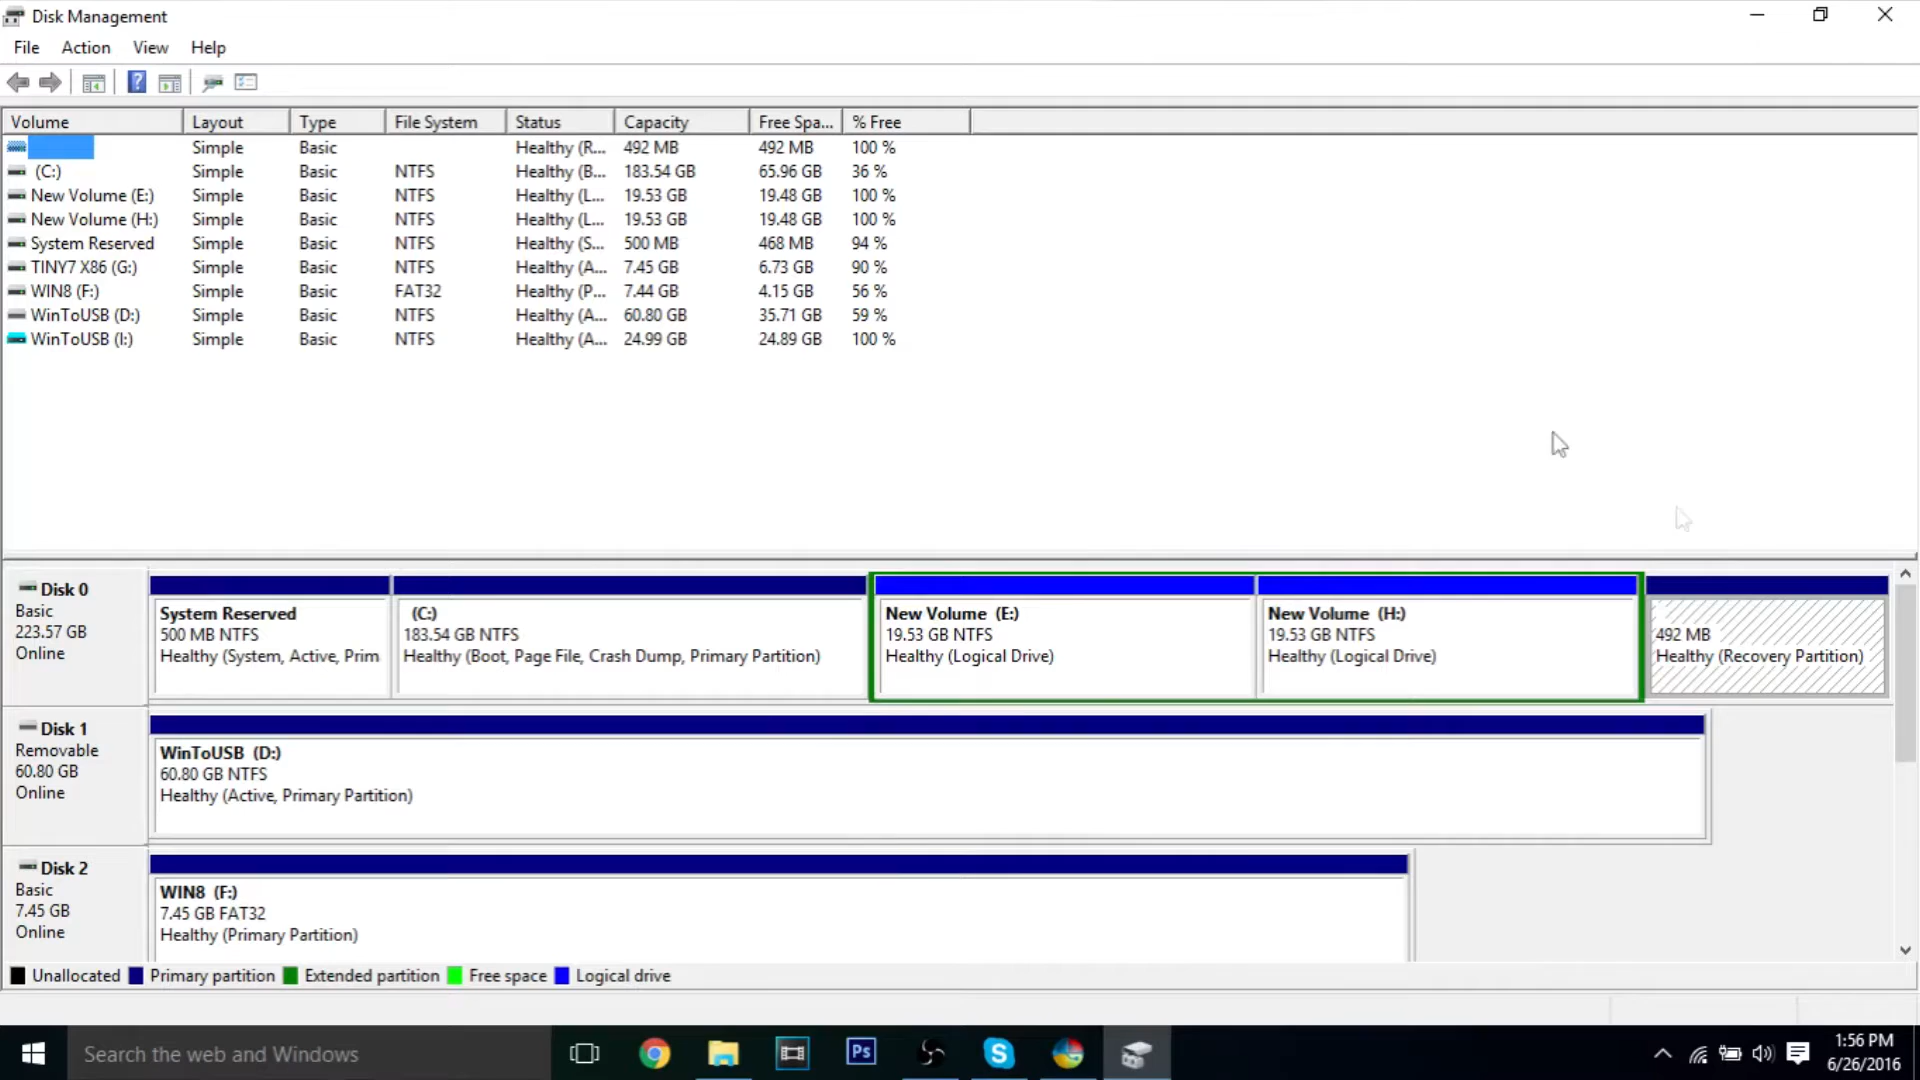 Disk Management
File Action View Help
Volume Layout Type File System Status Capacity Free Spa... % Free
Simple Basic Healthy (R... 492 MB 492 MB 100 %
(C:) Simple Basic NTFS Healthy (B... 183.54 GB 65.96 GB 36 %
New Volume (E:) Simple Basic NTFS Healthy (L... 19.53 GB 19.48 GB 100 %
New Volume (H:) Simple Basic NTFS Healthy (L... 19.53 GB 19.48 GB 100 %
System Reserved Simple Basic NTFS Healthy (S... 500 MB 468 MB 94 %
TINY7 X86 (G:) Simple Basic NTFS Healthy (A... 7.45 GB 6.73 GB 90 %
WIN8 (F:) Simple Basic FAT32 Healthy (P... 7.44 GB 4.15 GB 56 %
WinToUSB (D:) Simple Basic NTFS Healthy (A... 60.80 GB 35.71 GB 59 %
WinToUSB (I:) Simple Basic NTFS Healthy (A... 24.99 GB 24.89 GB 100 %
Disk 0
Basic
223.57 GB
Online
System Reserved
500 MB NTFS
Healthy (System, Active, Prim
(C:)
183.54 GB NTFS
Healthy (Boot, Page File, Crash Dump, Primary Partition)
New Volume (E:)
19.53 GB NTFS
Healthy (Logical Drive)
New Volume (H:)
19.53 GB NTFS
Healthy (Logical Drive)
492 MB
Healthy (Recovery Partition)
Disk 1
Removable
60.80 GB
Online
WinToUSB (D:)
60.80 GB NTFS
Healthy (Active, Primary Partition)
Disk 2
Basic
7.45 GB
Online
WIN8 (F:)
7.45 GB FAT32
Healthy (Primary Partition)
Unallocated Primary partition Extended partition Free space Logical drive
Search the web and Windows
Ps
1:56 PM
6/26/2016